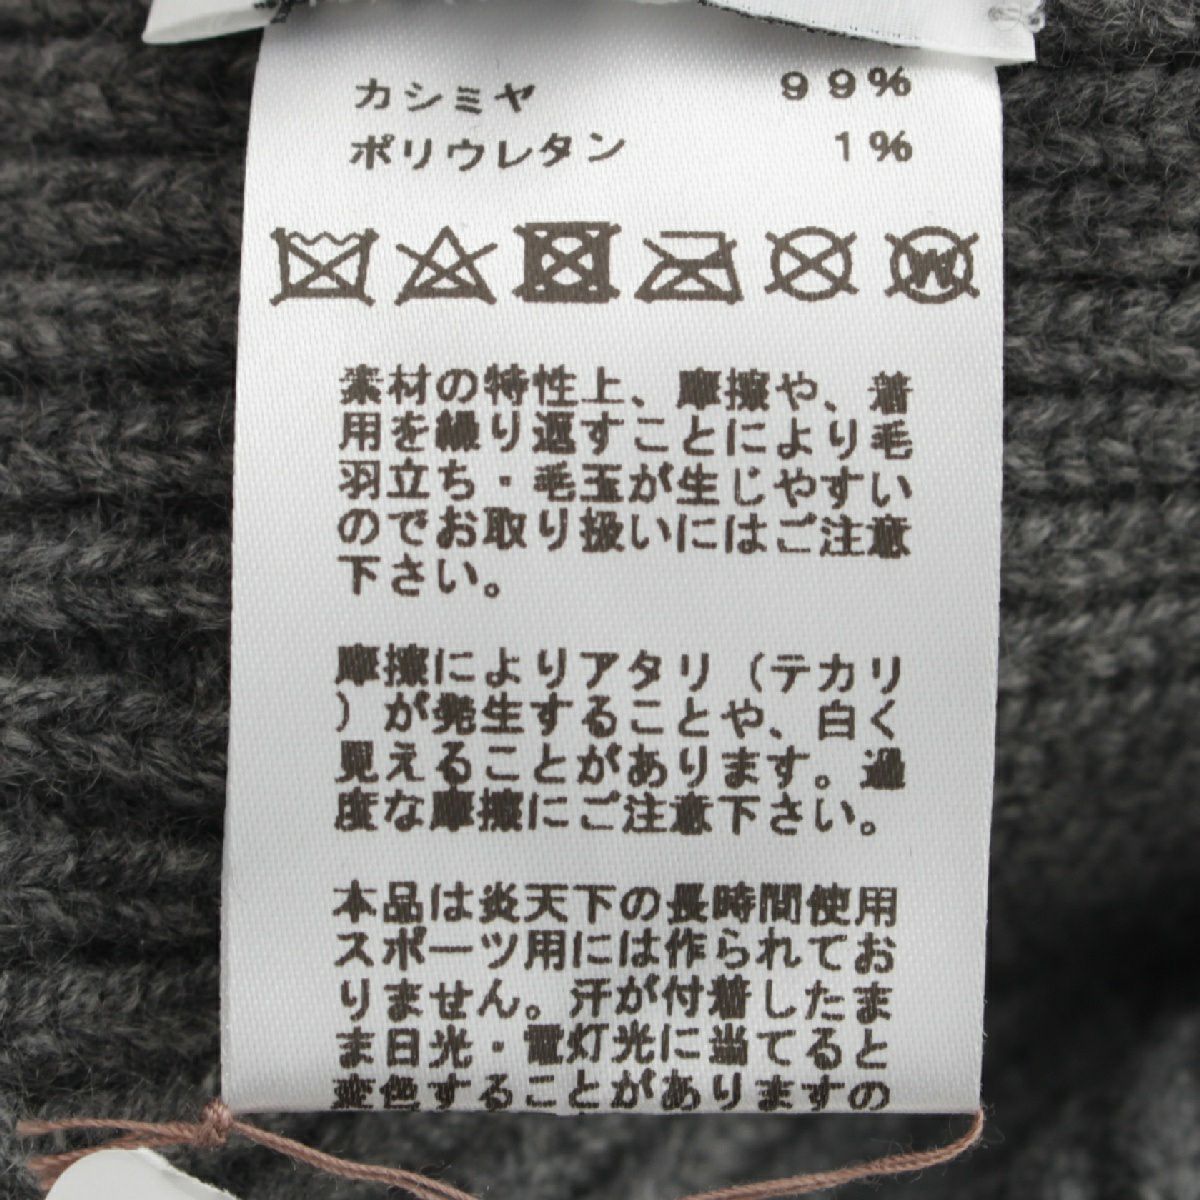 カシミヤ 99%
ポリウレタン 1%
W
素材の特性上、摩擦や、着
用を繰り返すことにより毛
羽立ち・毛玉が生じやすい
のでお取り扱いにはご注意
下さい。
摩擦によりアタリ（テカリ
）が発生することや、白く
見えることがあります。過
度な摩擦にご注意下さい。
本品は炎天下の長時間使用
スポーツ用には作られてお
りません。汗が付着したま
ま日光・電灯光に当てると
変色することがありますの